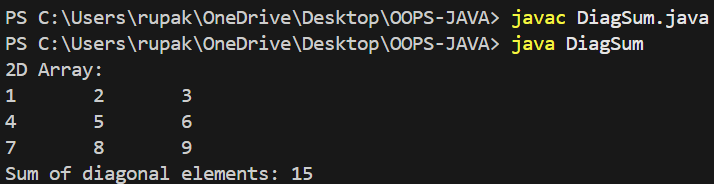 PS C:\Users\rupak\OneDrive\Desktop\OOPS-JAVA> javac DiagSum.java
PS C:\Users\rupak\OneDrive\Desktop\OOPS-JAVA> java DiagSum
2D Array:
1       2       3
4       5       6
7       8       9
Sum of diagonal elements: 15